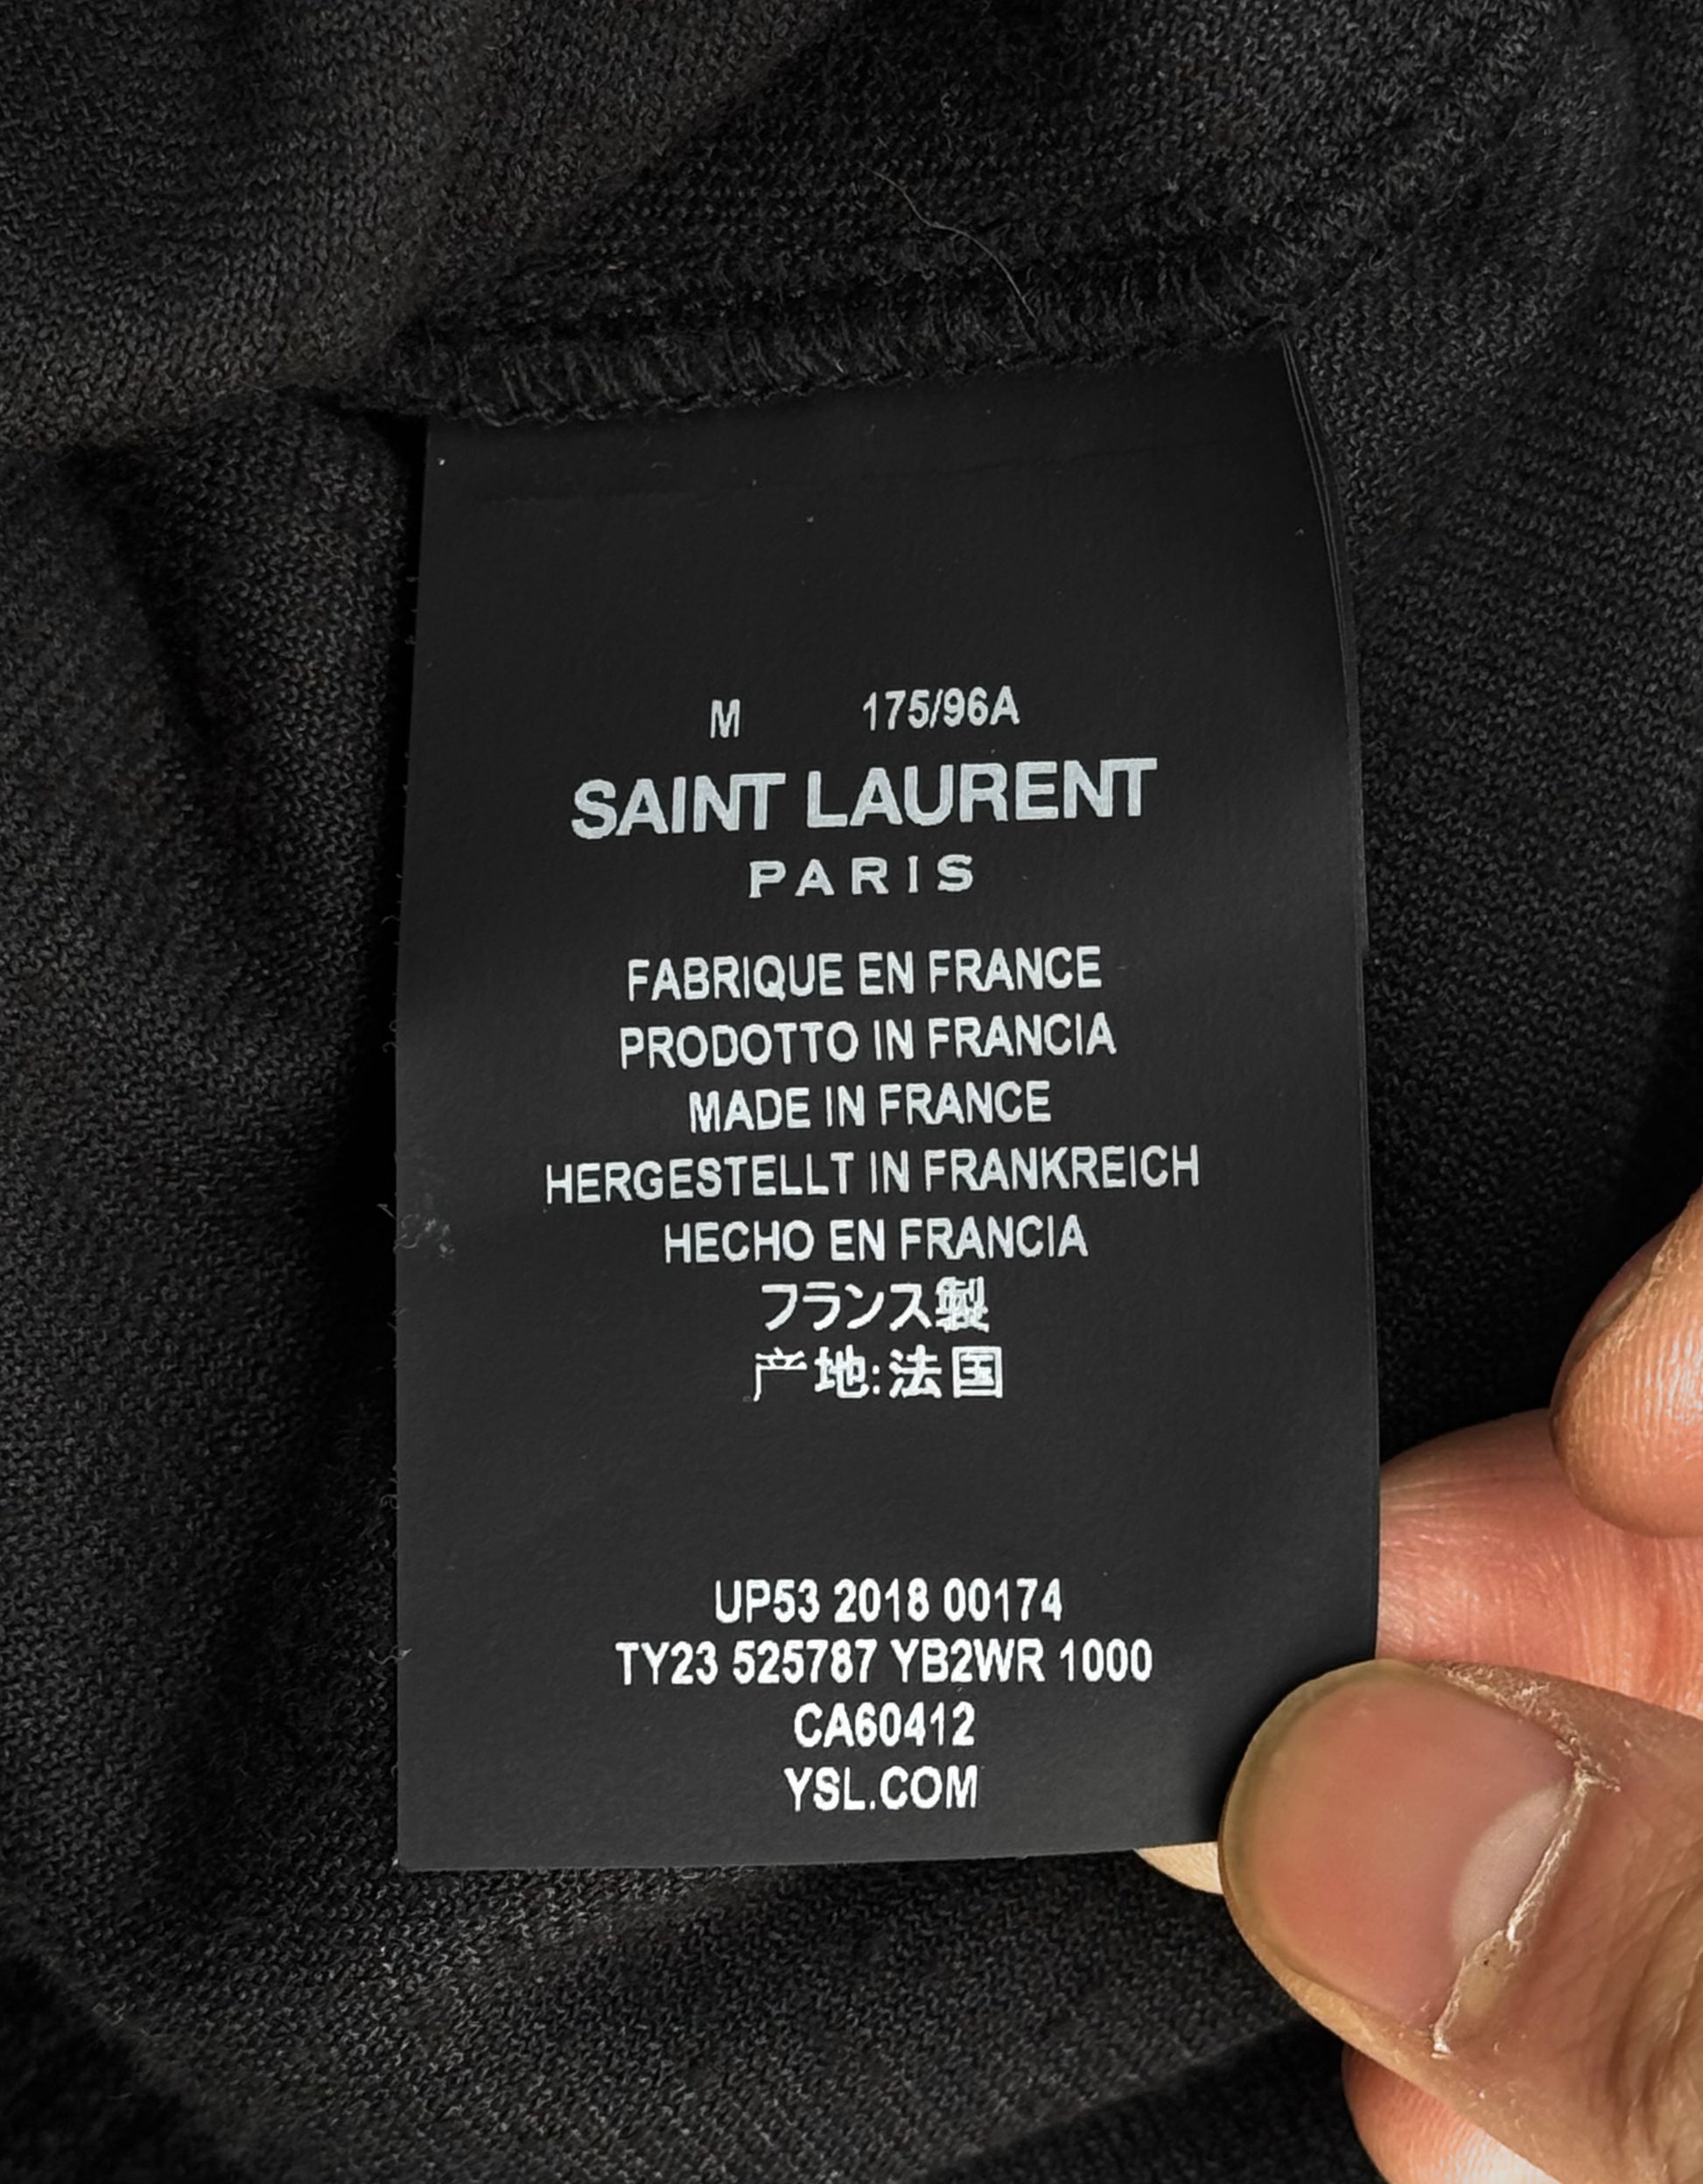 M 175/96A
SAINT LAURENT
PARIS
FABRIQUE EN FRANCE
PRODOTTO IN FRANCIA
MADE IN FRANCE
HERGESTELLT IN FRANKREICH
HECHO EN FRANCIA
フランス製
产地:法国
UP53 2018 00174
TY23 525787 YB2WR 1000
CA60412
YSL.COM